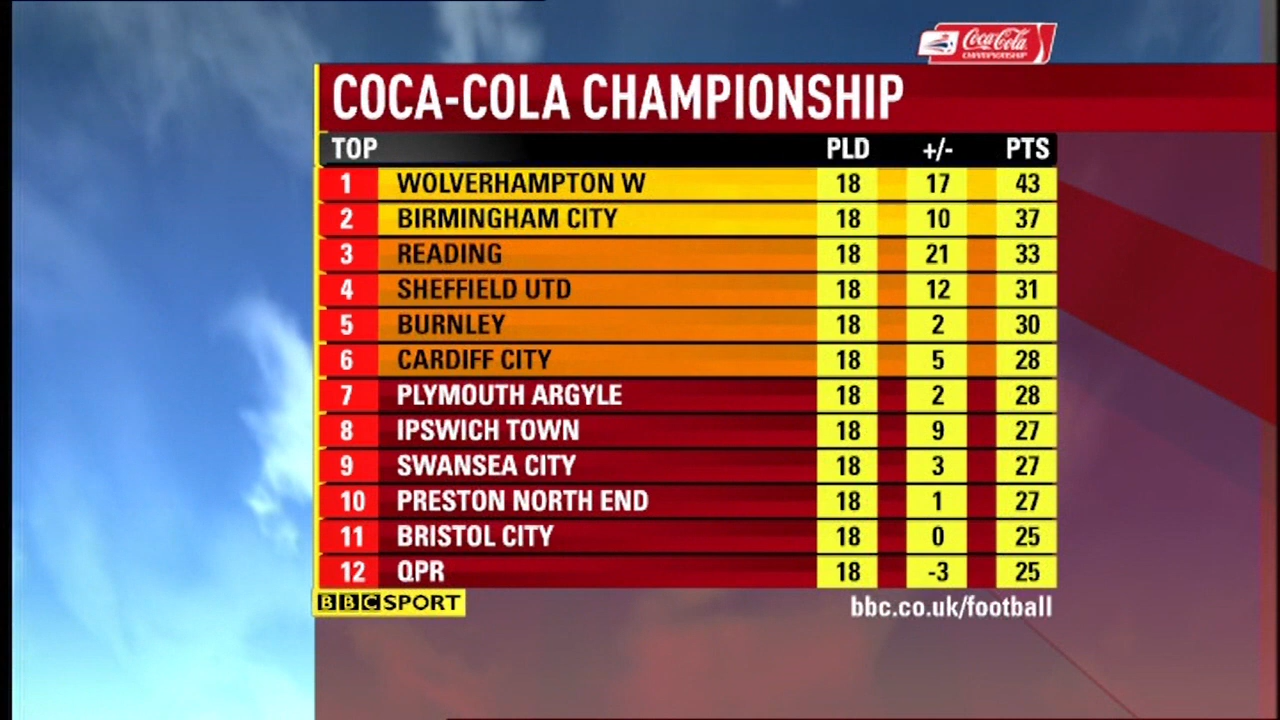 Coca-Cola
CHAMPIONSHIP
COCA-COLA CHAMPIONSHIP
TOP PLD +/- PTS
1 WOLVERHAMPTON W 18 17 43
2 BIRMINGHAM CITY 18 10 37
3 READING 18 21 33
4 SHEFFIELD UTD 18 12 31
5 BURNLEY 18 2 30
6 CARDIFF CITY 18 5 28
7 PLYMOUTH ARGYLE 18 2 28
8 IPSWICH TOWN 18 9 27
9 SWANSEA CITY 18 3 27
10 PRESTON NORTH END 18 1 27
11 BRISTOL CITY 18 0 25
12 QPR 18 -3 25
BBC SPORT bbc.co.uk/football